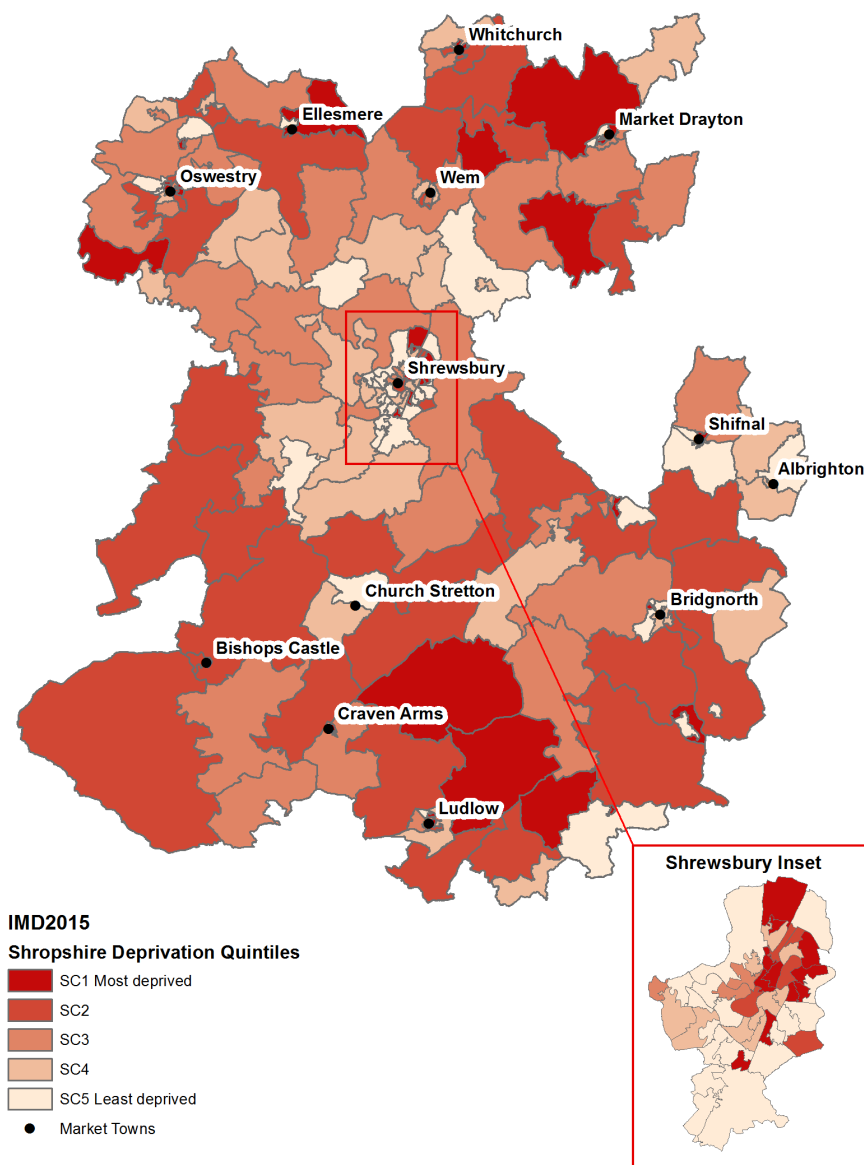 Whitchurch
Ellesmere
Market Drayton
Oswestry
Wem
Shrewsbury
Shifnal
Albrighton
Church Stretton
Bridgnorth
Bishops Castle
Craven Arms
Ludlow
Shrewsbury Inset
IMD2015
Shropshire Deprivation Quintiles
SC1 Most deprived
SC2
SC3
SC4
SC5 Least deprived
Market Towns